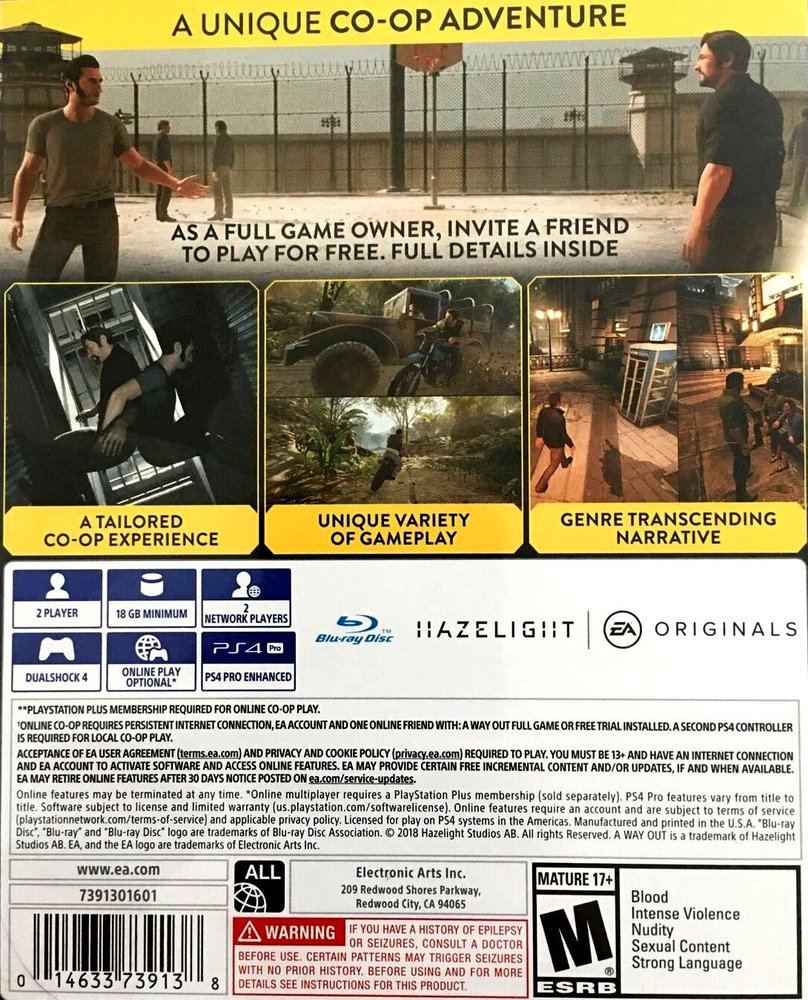 A UNIQUE CO-OP ADVENTURE
AS A FULL GAME OWNER, INVITE A FRIEND
TO PLAY FOR FREE. FULL DETAILS INSIDE
A TAILORED
CO-OP EXPERIENCE
UNIQUE VARIETY
OF GAMEPLAY
GENRE TRANSCENDING
NARRATIVE
2 PLAYER
18 GB MINIMUM
2
NETWORK PLAYERS
DUALSHOCK 4
ONLINE PLAY
OPTIONAL*
PS4 Pro
PS4 PRO ENHANCED
Blu-ray Disc™
HAZELIGHT
EA ORIGINALS
**PLAYSTATION PLUS MEMBERSHIP REQUIRED FOR ONLINE CO-OP PLAY.
†ONLINE CO-OP REQUIRES PERSISTENT INTERNET CONNECTION, EA ACCOUNT AND ONE ONLINE FRIEND WITH: A WAY OUT FULL GAME OR FREE TRIAL INSTALLED. A SECOND PS4 CONTROLLER
IS REQUIRED FOR LOCAL CO-OP PLAY.
ACCEPTANCE OF EA USER AGREEMENT (terms.ea.com) AND PRIVACY AND COOKIE POLICY (privacy.ea.com) REQUIRED TO PLAY. YOU MUST BE 13+ AND HAVE AN INTERNET CONNECTION
AND EA ACCOUNT TO ACTIVATE SOFTWARE AND ACCESS ONLINE FEATURES. EA MAY PROVIDE CERTAIN FREE INCREMENTAL CONTENT AND/OR UPDATES, IF AND WHEN AVAILABLE.
EA MAY RETIRE ONLINE FEATURES AFTER 30 DAYS NOTICE POSTED ON ea.com/service-updates.
Online features may be terminated at any time. *Online multiplayer requires a PlayStation Plus membership (sold separately). PS4 Pro features vary from title to
title. Software subject to license and limited warranty (us.playstation.com/softwarelicense). Online features require an account and are subject to terms of service
(playstationnetwork.com/terms-of-service) and applicable privacy policy. Licensed for play on PS4 systems in the Americas. Manufactured and printed in the U.S.A. "Blu-ray
Disc", "Blu-ray" and "Blu-ray Disc" logo are trademarks of Blu-ray Disc Association. © 2018 Hazelight Studios AB. All rights Reserved. A WAY OUT is a trademark of Hazelight
Studios AB. EA, and the EA logo are trademarks of Electronic Arts Inc.
www.ea.com
7391301601
ALL
Electronic Arts Inc.
209 Redwood Shores Parkway,
Redwood City, CA 94065
0 14633 73913 8
WARNING IF YOU HAVE A HISTORY OF EPILEPSY
OR SEIZURES, CONSULT A DOCTOR
BEFORE USE. CERTAIN PATTERNS MAY TRIGGER SEIZURES
WITH NO PRIOR HISTORY. BEFORE USING AND FOR MORE
DETAILS SEE INSTRUCTIONS FOR THIS PRODUCT.
MATURE 17+
M®
ESRB
Blood
Intense Violence
Nudity
Sexual Content
Strong Language